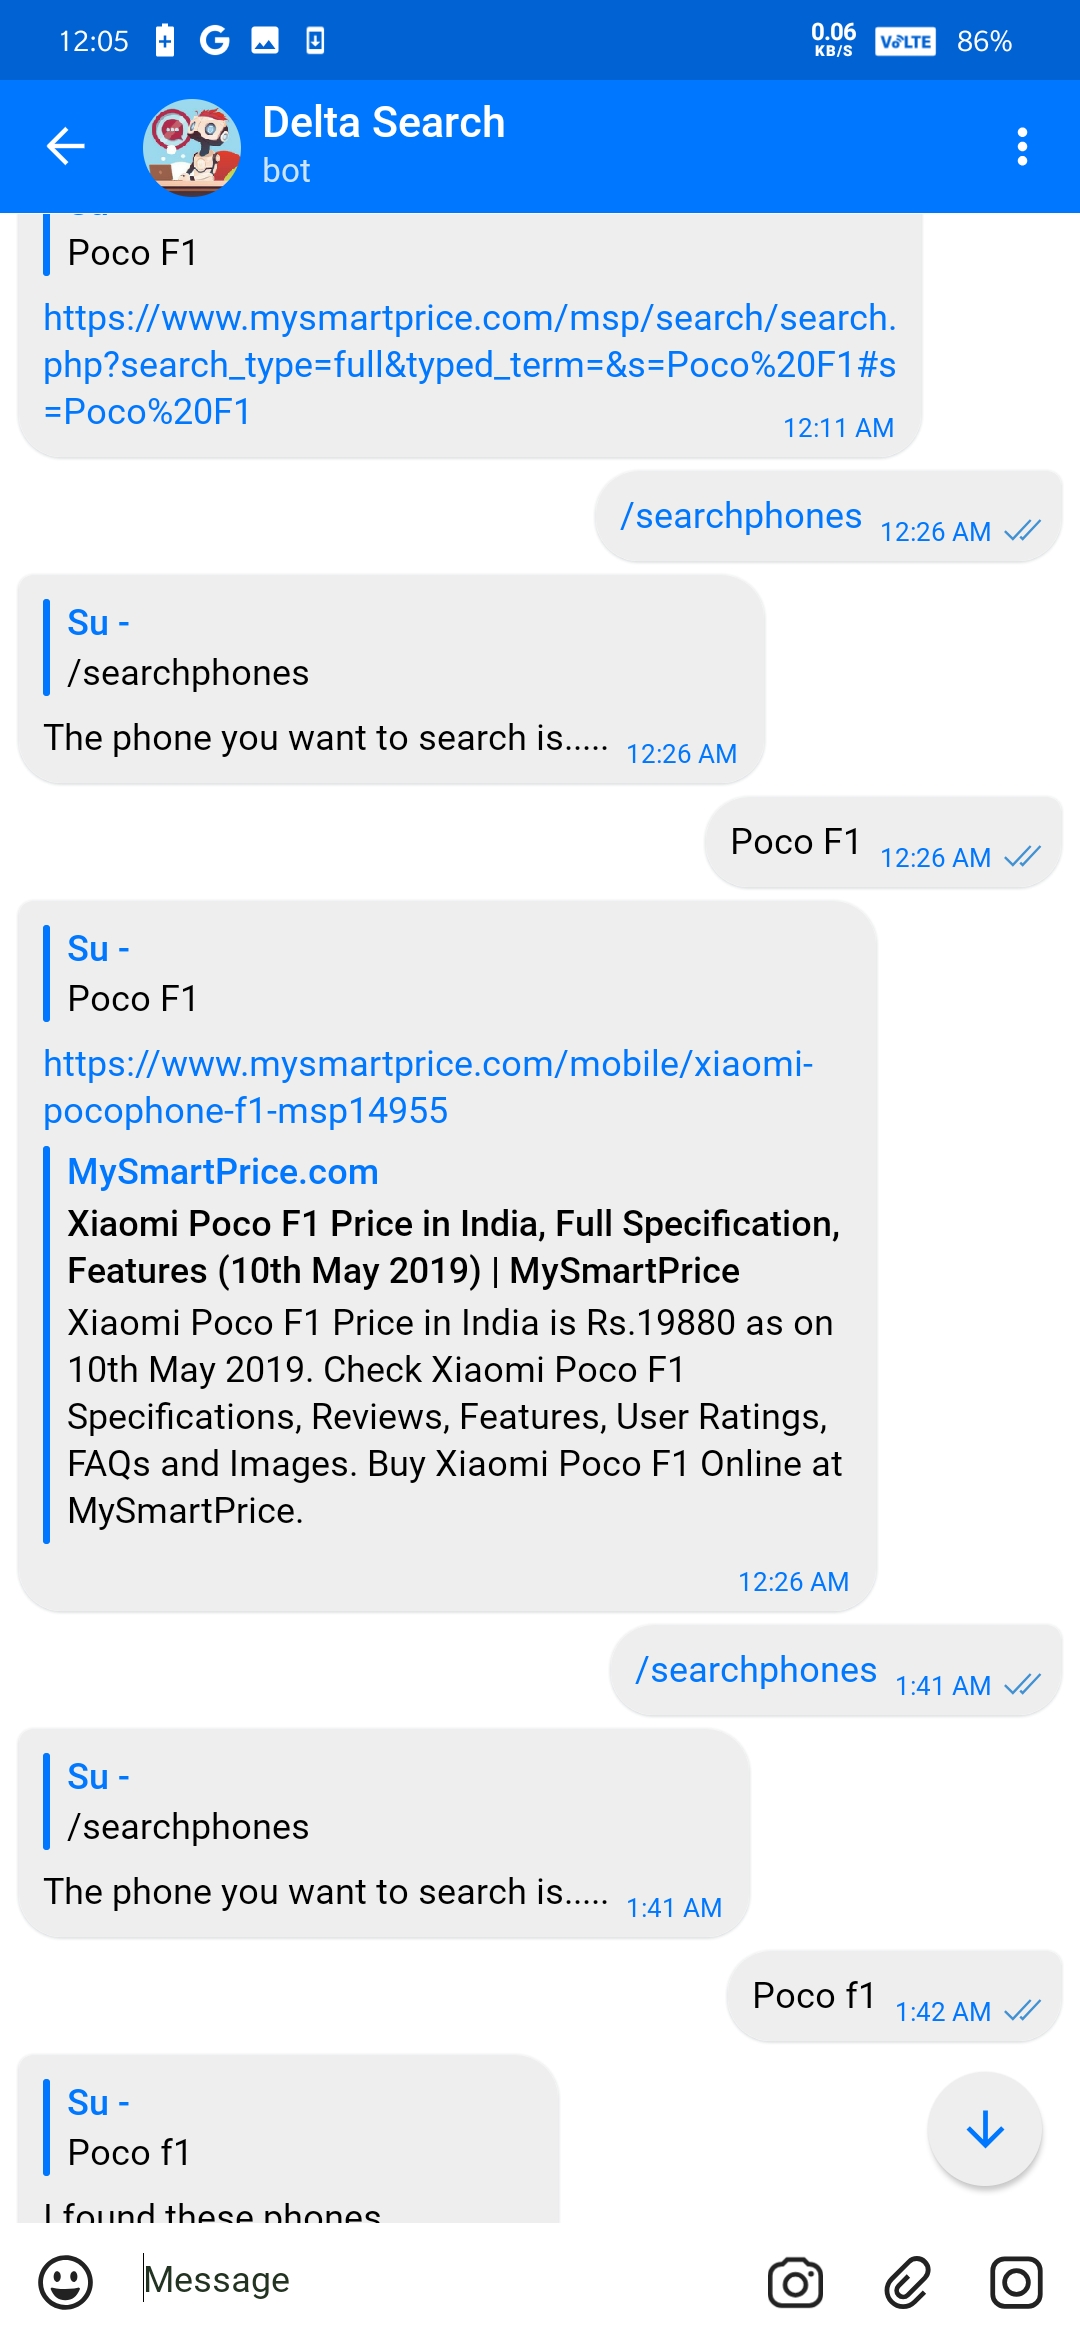 12:05
0.06
KB/S
VoLTE
86%
Delta Search
bot
Poco F1
https://www.mysmartprice.com/msp/search/search.
php?search_type=full&typed_term=&s=Poco%20F1#s
=Poco%20F1
12:11 AM
/searchphones 12:26 AM
Su -
/searchphones
The phone you want to search is..... 12:26 AM
Poco F1 12:26 AM
Su -
Poco F1
https://www.mysmartprice.com/mobile/xiaomi-
pocophone-f1-msp14955
MySmartPrice.com
Xiaomi Poco F1 Price in India, Full Specification,
Features (10th May 2019) | MySmartPrice
Xiaomi Poco F1 Price in India is Rs.19880 as on
10th May 2019. Check Xiaomi Poco F1
Specifications, Reviews, Features, User Ratings,
FAQs and Images. Buy Xiaomi Poco F1 Online at
MySmartPrice.
12:26 AM
/searchphones 1:41 AM
Su -
/searchphones
The phone you want to search is..... 1:41 AM
Poco f1 1:42 AM
Su -
Poco f1
I found these phones
Message